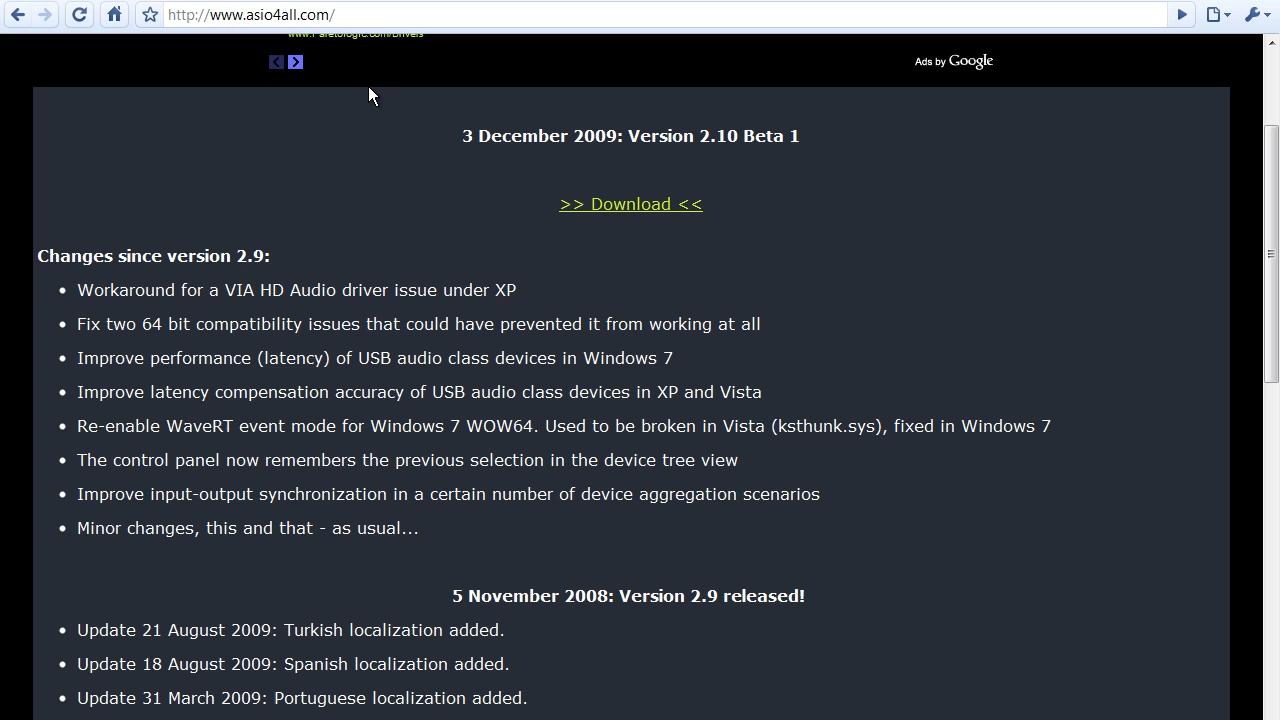 http://www.asio4all.com/
www.ParetoLogic.com/Drivers
Ads by Google
3 December 2009: Version 2.10 Beta 1
>> Download <<
Changes since version 2.9:
Workaround for a VIA HD Audio driver issue under XP
Fix two 64 bit compatibility issues that could have prevented it from working at all
Improve performance (latency) of USB audio class devices in Windows 7
Improve latency compensation accuracy of USB audio class devices in XP and Vista
Re-enable WaveRT event mode for Windows 7 WOW64. Used to be broken in Vista (ksthunk.sys), fixed in Windows 7
The control panel now remembers the previous selection in the device tree view
Improve input-output synchronization in a certain number of device aggregation scenarios
Minor changes, this and that - as usual...
5 November 2008: Version 2.9 released!
Update 21 August 2009: Turkish localization added.
Update 18 August 2009: Spanish localization added.
Update 31 March 2009: Portuguese localization added.